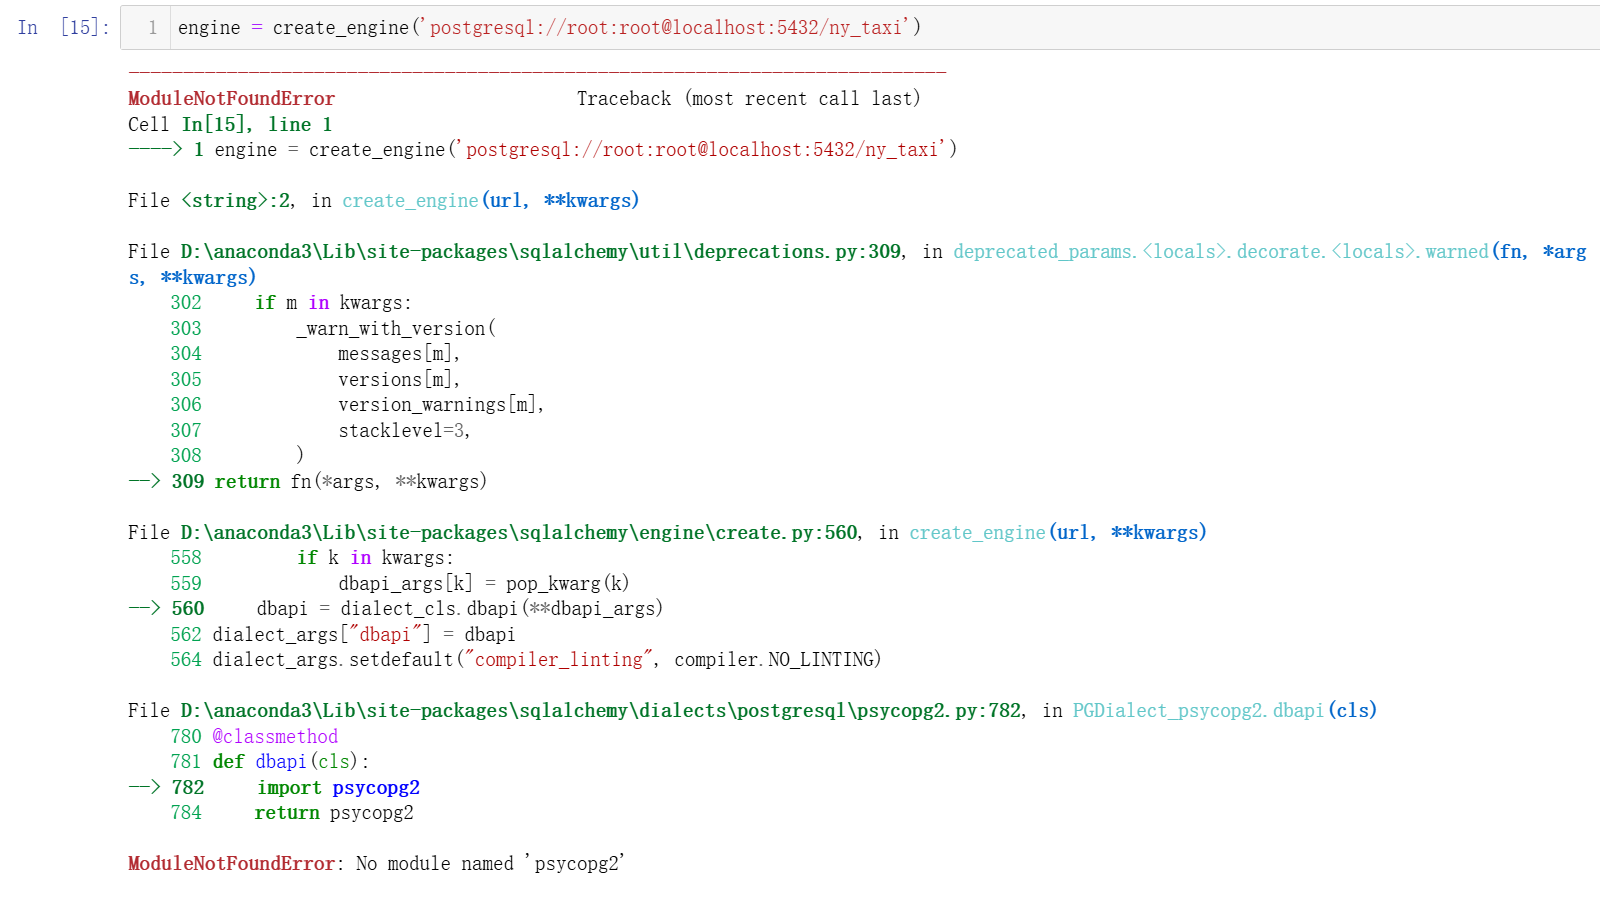 In [15]: 1 engine = create_engine('postgresql://root:root@localhost:5432/ny_taxi')
---------------------------------------------------------------------------
ModuleNotFoundError                       Traceback (most recent call last)
Cell In[15], line 1
----> 1 engine = create_engine('postgresql://root:root@localhost:5432/ny_taxi')
File <string>:2, in create_engine(url, **kwargs)
File D:\anaconda3\Lib\site-packages\sqlalchemy\util\deprecations.py:309, in deprecated_params.<locals>.decorate.<locals>.warned(fn, *arg
s, **kwargs)
    302     if m in kwargs:
    303         _warn_with_version(
    304             messages[m],
    305             versions[m],
    306             version_warnings[m],
    307             stacklevel=3,
    308         )
--> 309 return fn(*args, **kwargs)
File D:\anaconda3\Lib\site-packages\sqlalchemy\engine\create.py:560, in create_engine(url, **kwargs)
    558         if k in kwargs:
    559             dbapi_args[k] = pop_kwarg(k)
--> 560     dbapi = dialect_cls.dbapi(**dbapi_args)
    562 dialect_args["dbapi"] = dbapi
    564 dialect_args.setdefault("compiler_linting", compiler.NO_LINTING)
File D:\anaconda3\Lib\site-packages\sqlalchemy\dialects\postgresql\psycopg2.py:782, in PGDialect_psycopg2.dbapi(cls)
    780 @classmethod
    781 def dbapi(cls):
--> 782     import psycopg2
    784     return psycopg2
ModuleNotFoundError: No module named 'psycopg2'